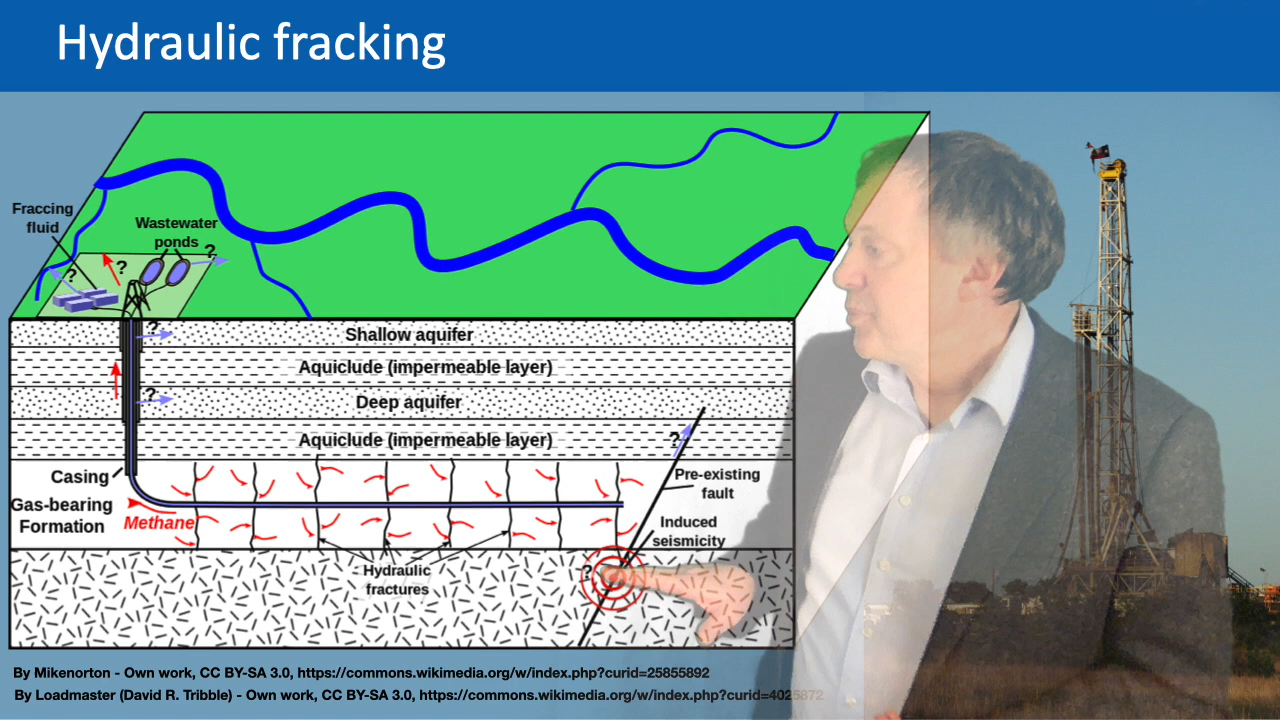 Hydraulic fracking
Fraccing
fluid
Wastewater
ponds
?
?
?
?
Shallow aquifer
Aquiclude (impermeable layer)
?
Deep aquifer
Aquiclude (impermeable layer)
?
Casing
Pre-existing
fault
Gas-bearing
Formation
Methane
Induced
seismicity
Hydraulic
fractures
?
By Mikenorton - Own work, CC BY-SA 3.0, https://commons.wikimedia.org/w/index.php?curid=25855892
By Loadmaster (David R. Tribble) - Own work, CC BY-SA 3.0, https://commons.wikimedia.org/w/index.php?curid=4025872